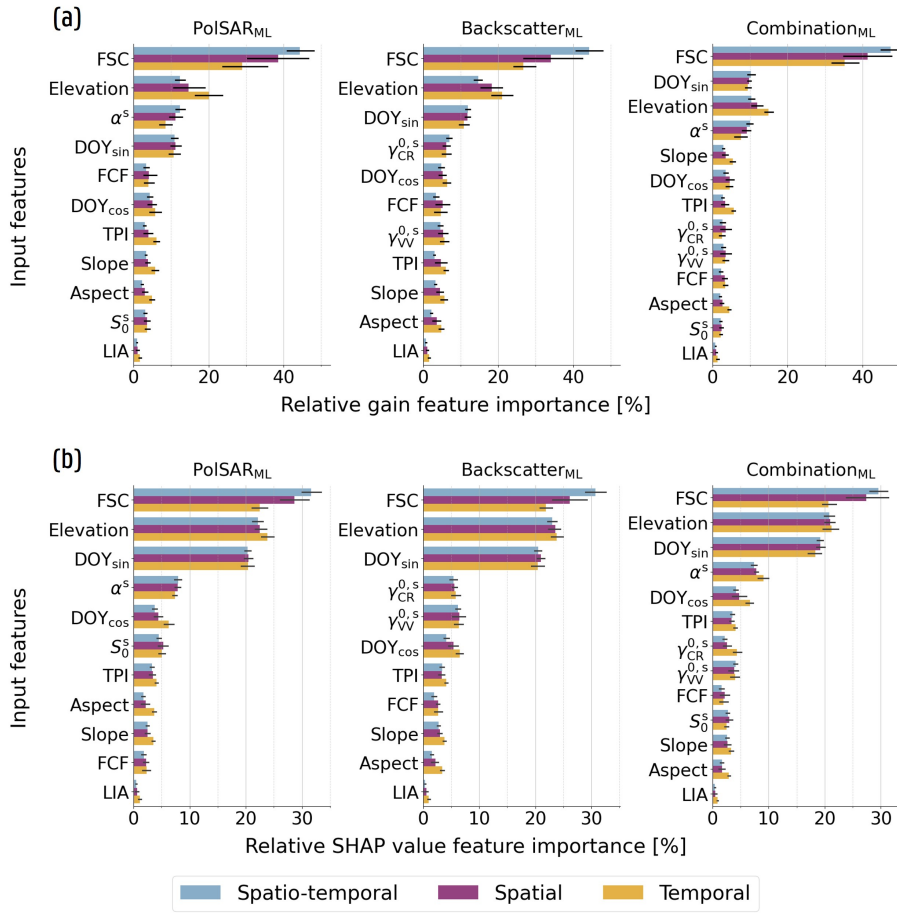 (a)
PolSAR_ML
Backscatter_ML
Combination_ML
Input features
FSC
Elevation
α^s
DOY_sin
FCF
DOY_cos
TPI
Slope
Aspect
S_0^s
LIA
0 20 40
FSC
Elevation
DOY_sin
γ_CR^0,s
DOY_cos
FCF
γ_VV^0,s
TPI
Slope
Aspect
LIA
0 20 40
FSC
DOY_sin
Elevation
α^s
Slope
DOY_cos
TPI
γ_CR^0,s
γ_VV^0,s
FCF
Aspect
S_0^s
LIA
0 20 40
Relative gain feature importance [%]
(b)
PolSAR_ML
Backscatter_ML
Combination_ML
Input features
FSC
Elevation
DOY_sin
α^s
DOY_cos
S_0^s
TPI
Aspect
Slope
FCF
LIA
0 10 20 30
FSC
Elevation
DOY_sin
γ_CR^0,s
γ_VV^0,s
DOY_cos
TPI
FCF
Slope
Aspect
LIA
0 10 20 30
FSC
Elevation
DOY_sin
α^s
DOY_cos
TPI
γ_CR^0,s
γ_VV^0,s
FCF
S_0^s
Slope
Aspect
LIA
0 10 20 30
Relative SHAP value feature importance [%]
Spatio-temporal Spatial Temporal